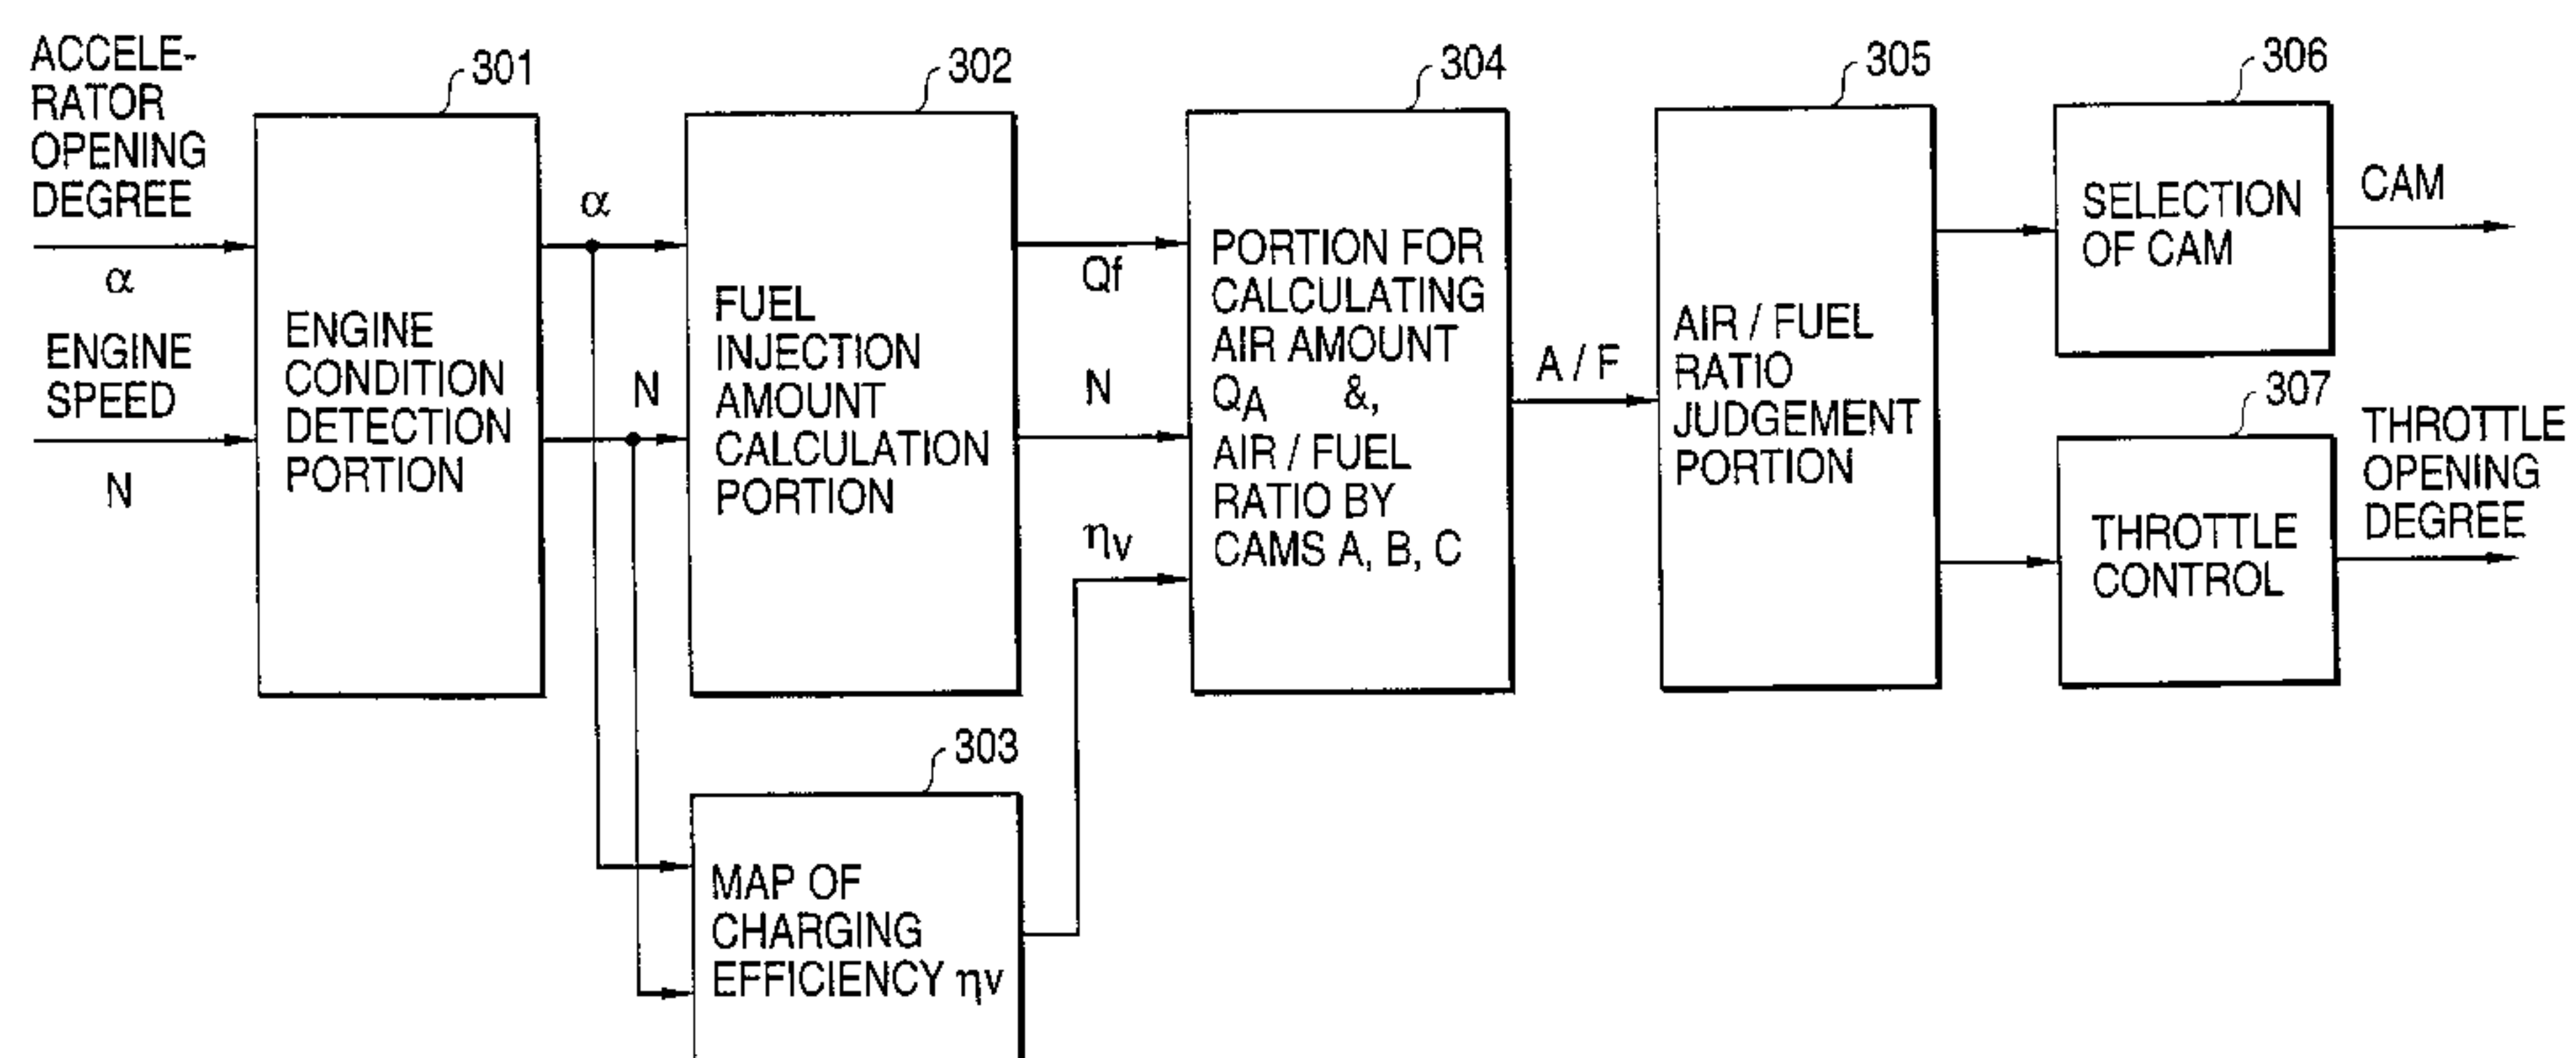 ACCELE-
RATOR
OPENING
DEGREE
α
ENGINE
SPEED
N
301
ENGINE
CONDITION
DETECTION
PORTION
α
N
302
FUEL
INJECTION
AMOUNT
CALCULATION
PORTION
303
MAP OF
CHARGING
EFFICIENCY ηv
Qf
N
ηv
304
PORTION FOR
CALCULATING
AIR AMOUNT
QA &,
AIR / FUEL
RATIO BY
CAMS A, B, C
A / F
305
AIR / FUEL
RATIO
JUDGEMENT
PORTION
306
SELECTION
OF CAM
CAM
307
THROTTLE
CONTROL
THROTTLE
OPENING
DEGREE